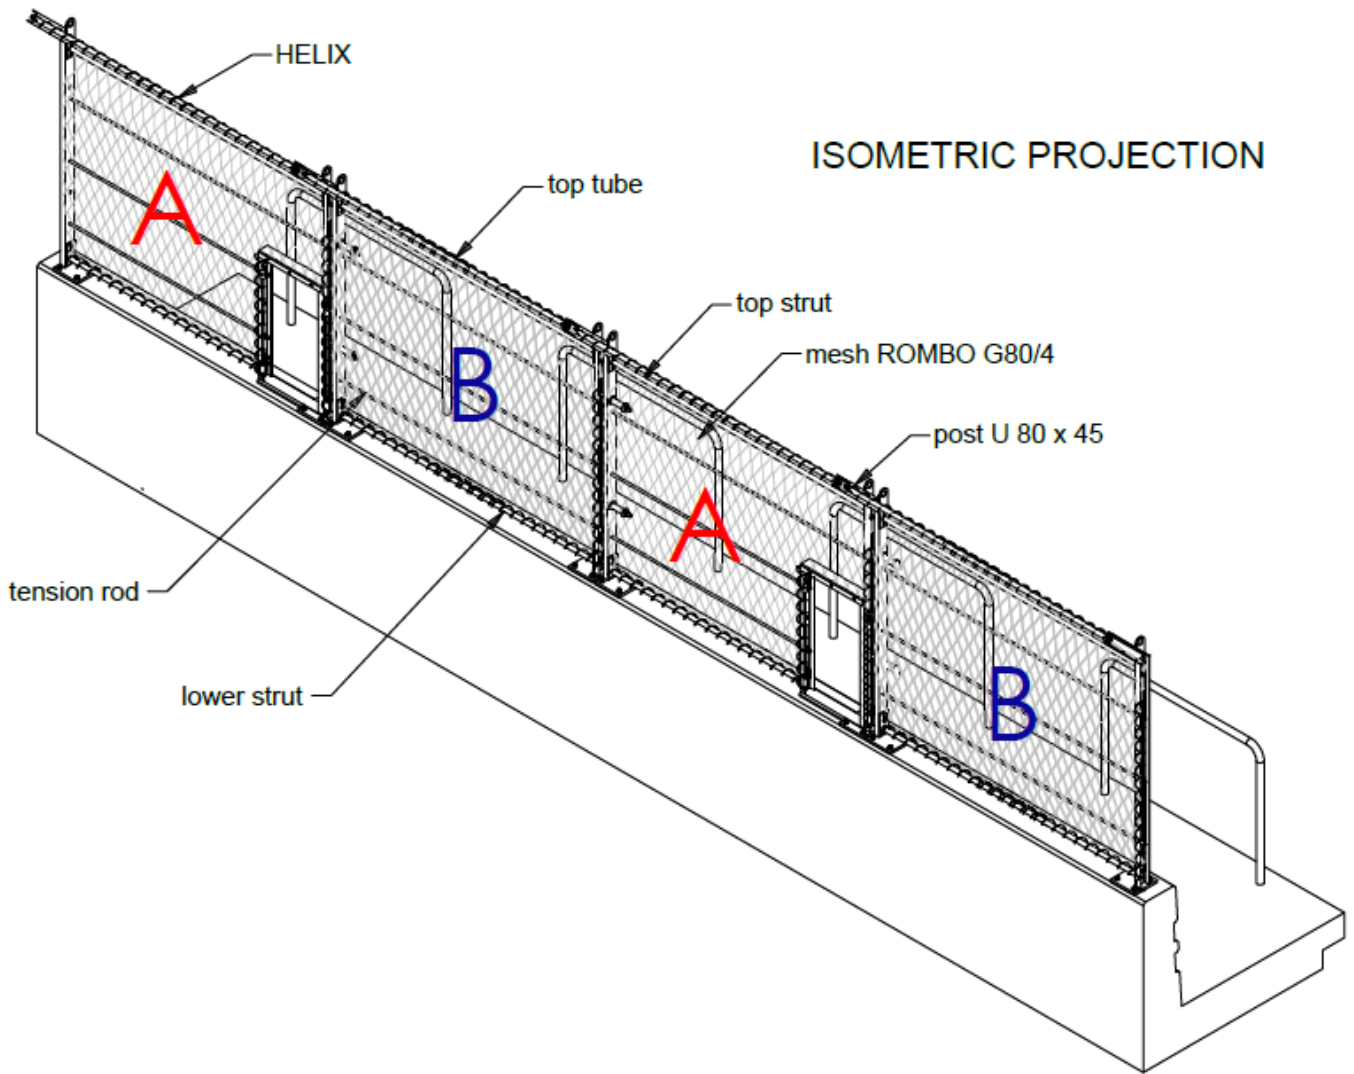 HELIX
ISOMETRIC PROJECTION
top tube
A
top strut
mesh ROMBO G80/4
B
post U 80 x 45
A
tension rod
lower strut
B